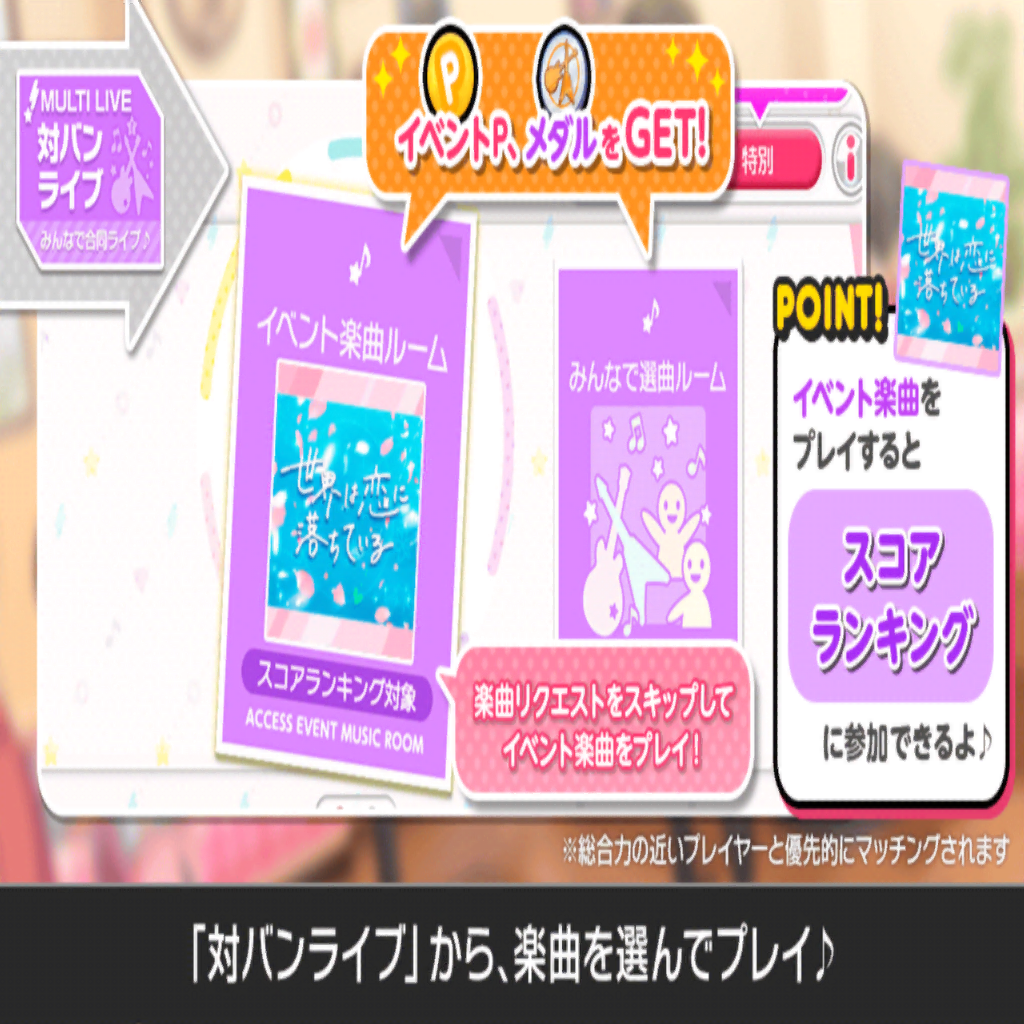 MULTI LIVE
対バン
ライブ
みんなで合同ライブ♪
P
イベントP、メダルをGET!
特別
i
イベント楽曲ルーム
世界は恋に
落ちている
スコアランキング対象
ACCESS EVENT MUSIC ROOM
みんなで選曲ルーム
楽曲リクエストをスキップして
イベント楽曲をプレイ!
世界は恋に
落ちている
POINT!
イベント楽曲を
プレイすると
スコア
ランキング
に参加できるよ♪
※総合力の近いプレイヤーと優先的にマッチングされます
「対バンライブ」から、楽曲を選んでプレイ♪